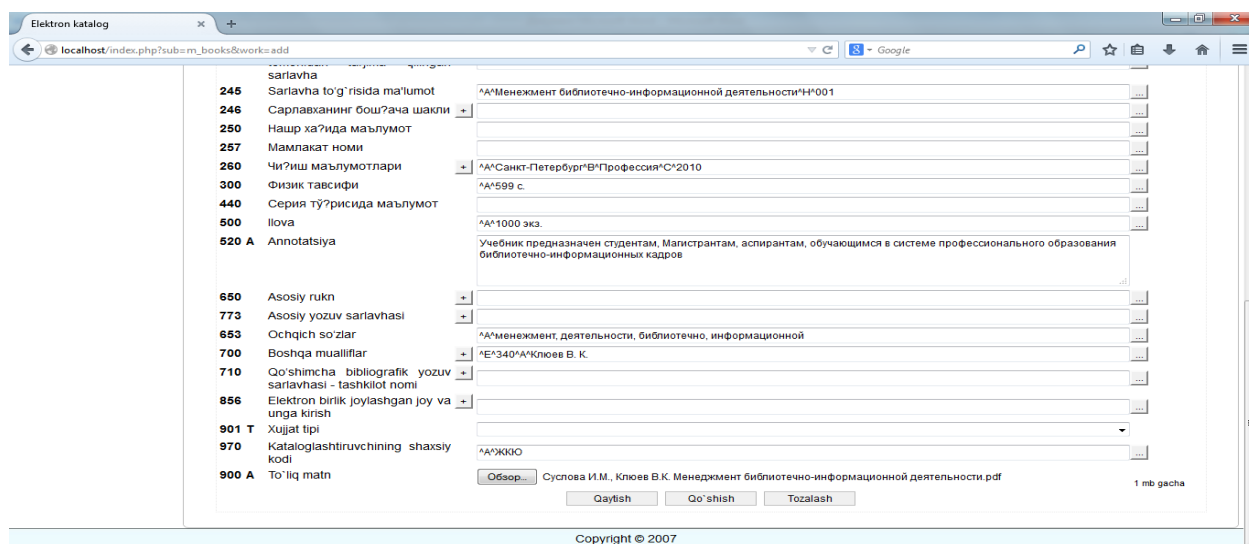 Elektron katalog × +
localhost/index.php?sub=m_books&work=add 8 Google
sarlavha
245 Sarlavha to'g`risida ma'lumot ^A^Менежмент библиотечно-информационной деятельности^H^001 ...
246 Сарлавханинг бош?ача шакли + ...
250 Нашр ха?ида маълумот ...
257 Мамлакат номи ...
260 Чи?иш маълумотлари + ^A^Санкт-Петербург^B^Профессия^C^2010 ...
300 Физик тавсифи ^A^599 с. ...
440 Серия тў?рисида маълумот ...
500 Ilova ^A^1000 экз. ...
520 A Annotatsiya Учебник предназначен студентам, Магистрантам, аспирантам, обучающимся в системе профессионального образования
библиотечно-информационных кадров
650 Asosiy rukn + ...
773 Asosiy yozuv sarlavhasi + ...
653 Ochqich so'zlar ^A^менежмент, деятельности, библиотечно, информационной ...
700 Boshqa mualliflar + ^E^340^A^Клюев В. К. ...
710 Qo'shimcha bibliografik yozuv + ...
sarlavhasi - tashkilot nomi
856 Elektron birlik joylashgan joy va + ...
unga kirish
901 T Xujjat tipi
970 Kataloglashtiruvchining shaxsiy ^A^ЖККЮ ...
kodi
900 A To`liq matn Обзор... Суслова И.М., Клюев В.К. Менеджмент библиотечно-информационной деятельности.pdf 1 mb gacha
Qaytish Qo`shish Tozalash
Copyright © 2007